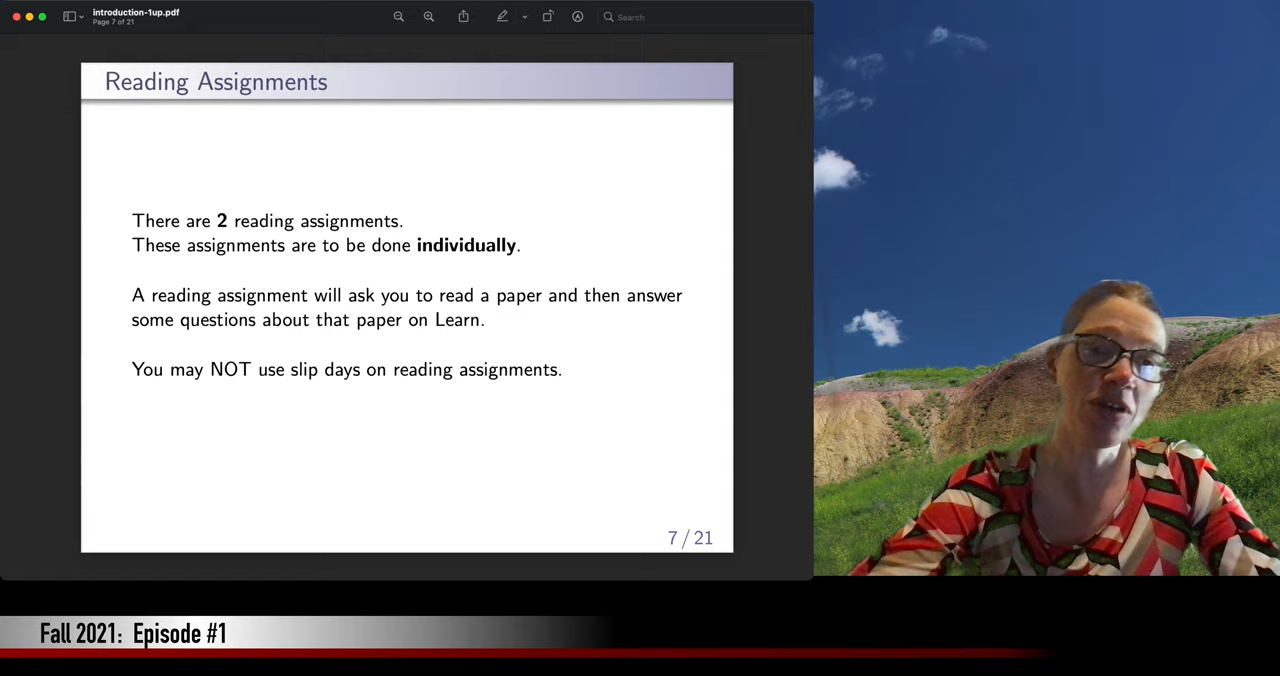 introduction-1up.pdf
Page 7 of 21
Search
Reading Assignments
There are 2 reading assignments.
These assignments are to be done individually.
A reading assignment will ask you to read a paper and then answer
some questions about that paper on Learn.
You may NOT use slip days on reading assignments.
7 / 21
Fall 2021: Episode #1